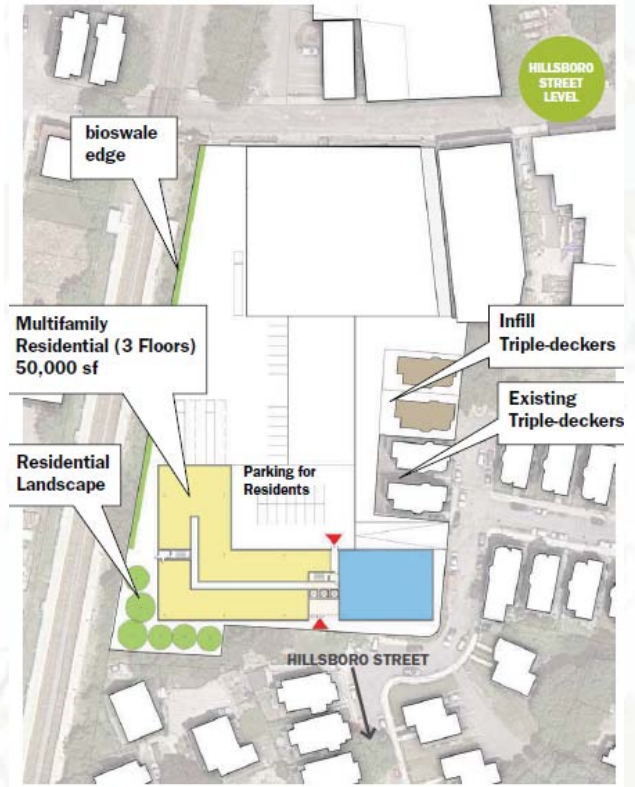 HILLSBORO
STREET
LEVEL
bioswale
edge
Multifamily
Residential (3 Floors)
50,000 sf
Infill
Triple-deckers
Existing
Triple-deckers
Residential
Landscape
Parking for
Residents
HILLSBORO STREET